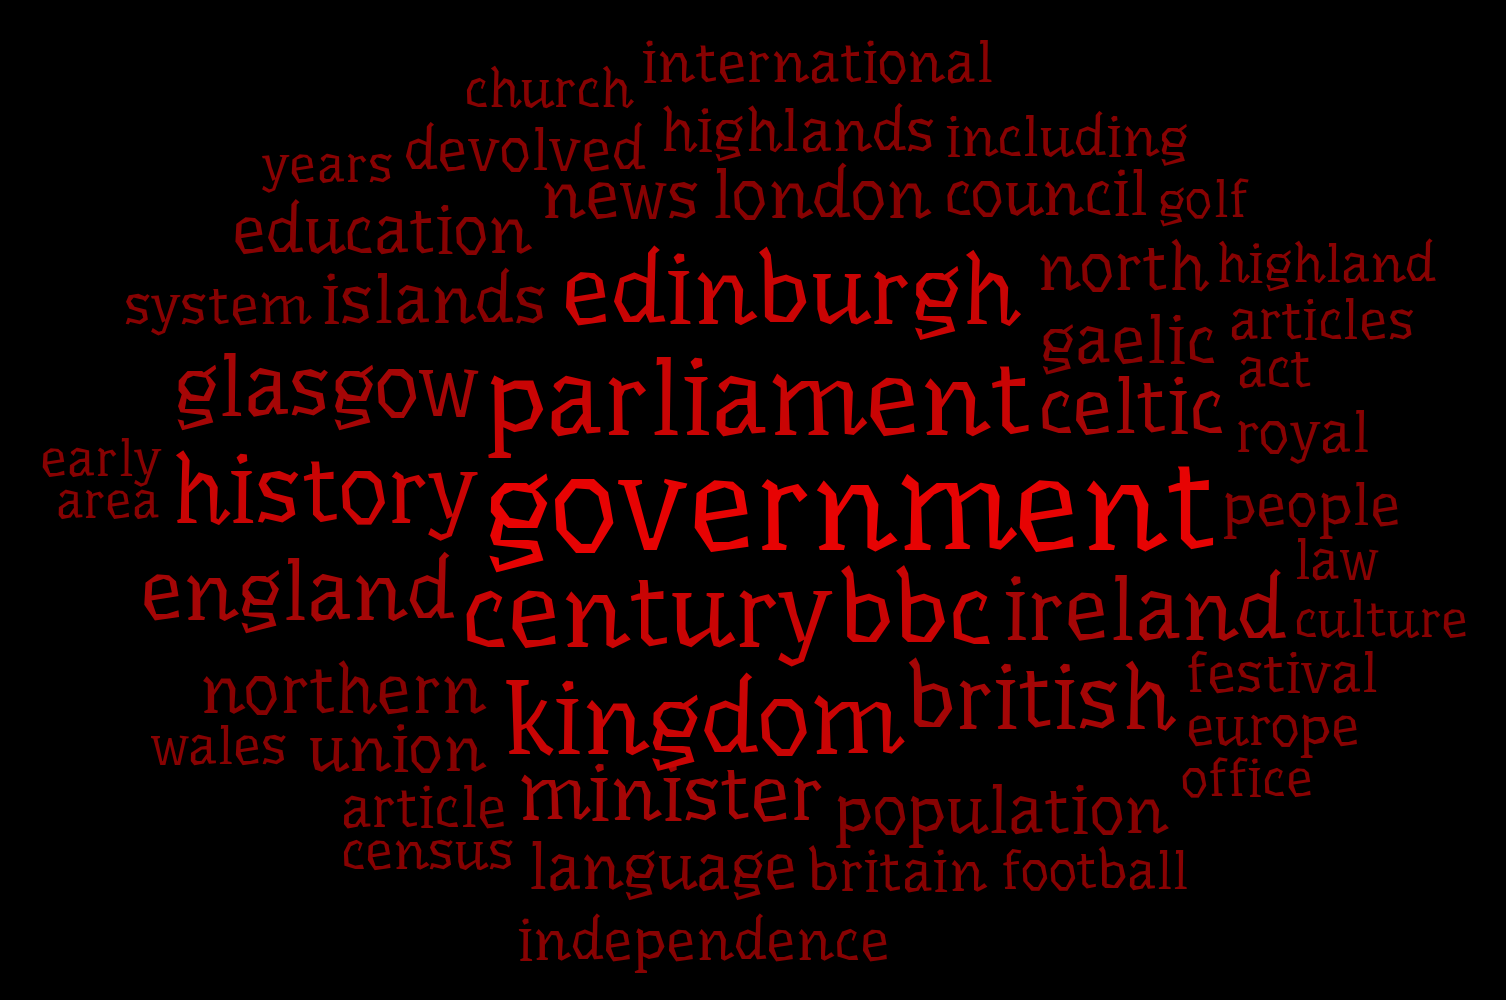 international
church
highlands including
years devolved
news london council golf
education
edinburgh north highland
system islands
gaelic articles
glasgow parliament act
celtic royal
early
area history government people
law
england century bbc ireland culture
northern kingdom british festival
wales union europe
article minister population office
census language britain football
independence